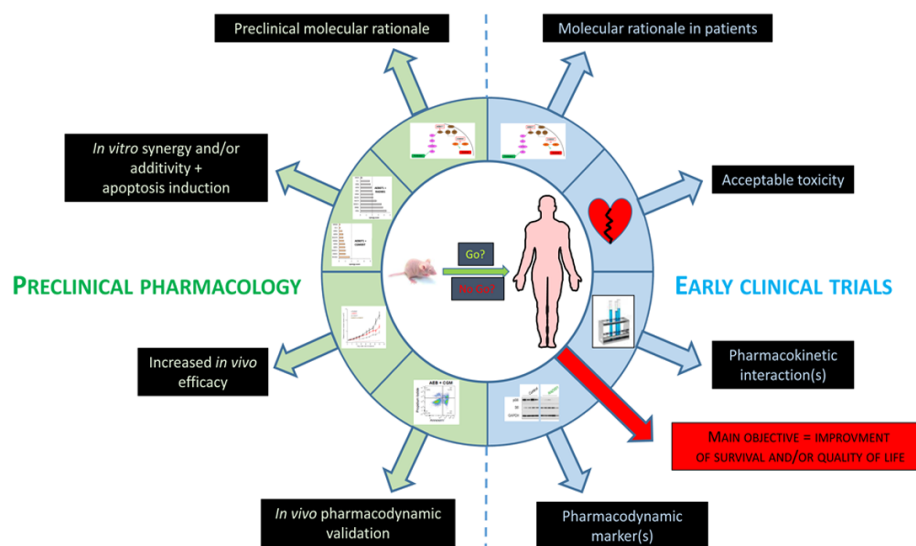 Preclinical molecular rationale
Molecular rationale in patients
In vitro synergy and/or
additivity +
apoptosis induction
Acceptable toxicity
Go?
No Go?
PRECLINICAL PHARMACOLOGY
EARLY CLINICAL TRIALS
Increased in vivo
efficacy
Pharmacokinetic
interaction(s)
AEB + CGM
MAIN OBJECTIVE = IMPROVMENT
OF SURVIVAL AND/OR QUALITY OF LIFE
In vivo pharmacodynamic
validation
Pharmacodynamic
marker(s)